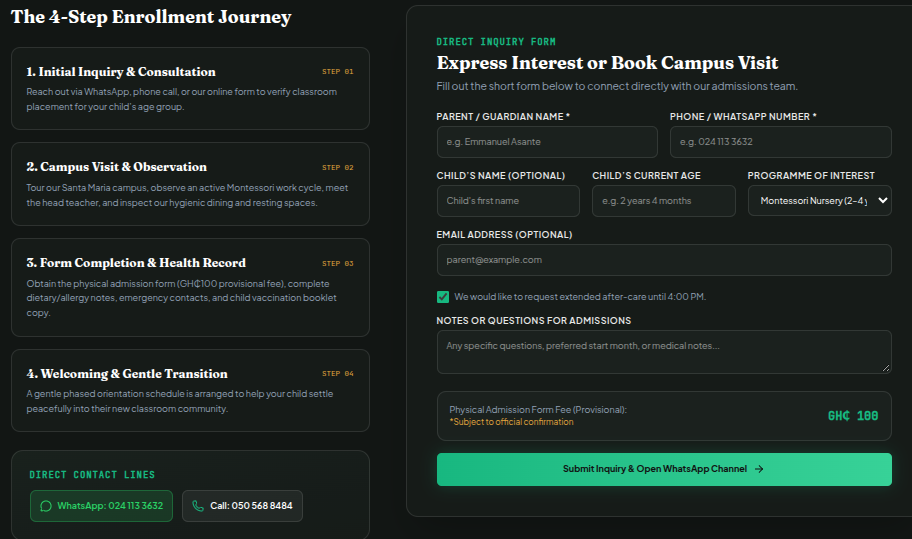 The 4-Step Enrollment Journey
1. Initial Inquiry & Consultation
STEP 01
Reach out via WhatsApp, phone call, or our online form to verify classroom
placement for your child's age group.
2. Campus Visit & Observation
STEP 02
Tour our Santa Maria campus, observe an active Montessori work cycle, meet
the head teacher, and inspect our hygienic dining and resting spaces.
3. Form Completion & Health Record
STEP 03
Obtain the physical admission form (GH₵100 provisional fee), complete
dietary/allergy notes, emergency contacts, and child vaccination booklet
copy.
4. Welcoming & Gentle Transition
STEP 04
A gentle phased orientation schedule is arranged to help your child settle
peacefully into their new classroom community.
DIRECT CONTACT LINES
WhatsApp: 024 113 3632
Call: 050 568 8484
DIRECT INQUIRY FORM
Express Interest or Book Campus Visit
Fill out the short form below to connect directly with our admissions team.
PARENT / GUARDIAN NAME *
PHONE / WHATSAPP NUMBER *
e.g. Emmanuel Asante
e.g. 024 113 3632
CHILD'S NAME (OPTIONAL)
CHILD'S CURRENT AGE
PROGRAMME OF INTEREST
Child's first name
e.g. 2 years 4 months
Montessori Nursery (2–4 y
EMAIL ADDRESS (OPTIONAL)
parent@example.com
We would like to request extended after-care until 4:00 PM.
NOTES OR QUESTIONS FOR ADMISSIONS
Any specific questions, preferred start month, or medical notes...
Physical Admission Form Fee (Provisional):
*Subject to official confirmation
GH₵ 100
Submit Inquiry & Open WhatsApp Channel →